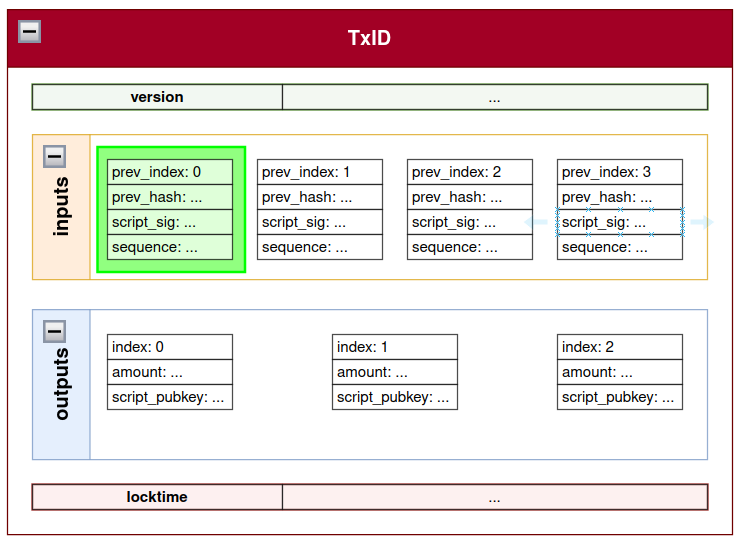 TxID
version ...
inputs
prev_index: 0
prev_hash: ...
script_sig: ...
sequence: ...
prev_index: 1
prev_hash: ...
script_sig: ...
sequence: ...
prev_index: 2
prev_hash: ...
script_sig: ...
sequence: ...
prev_index: 3
prev_hash: ...
script_sig: ...
sequence: ...
outputs
index: 0
amount: ...
script_pubkey: ...
index: 1
amount: ...
script_pubkey: ...
index: 2
amount: ...
script_pubkey: ...
locktime ...